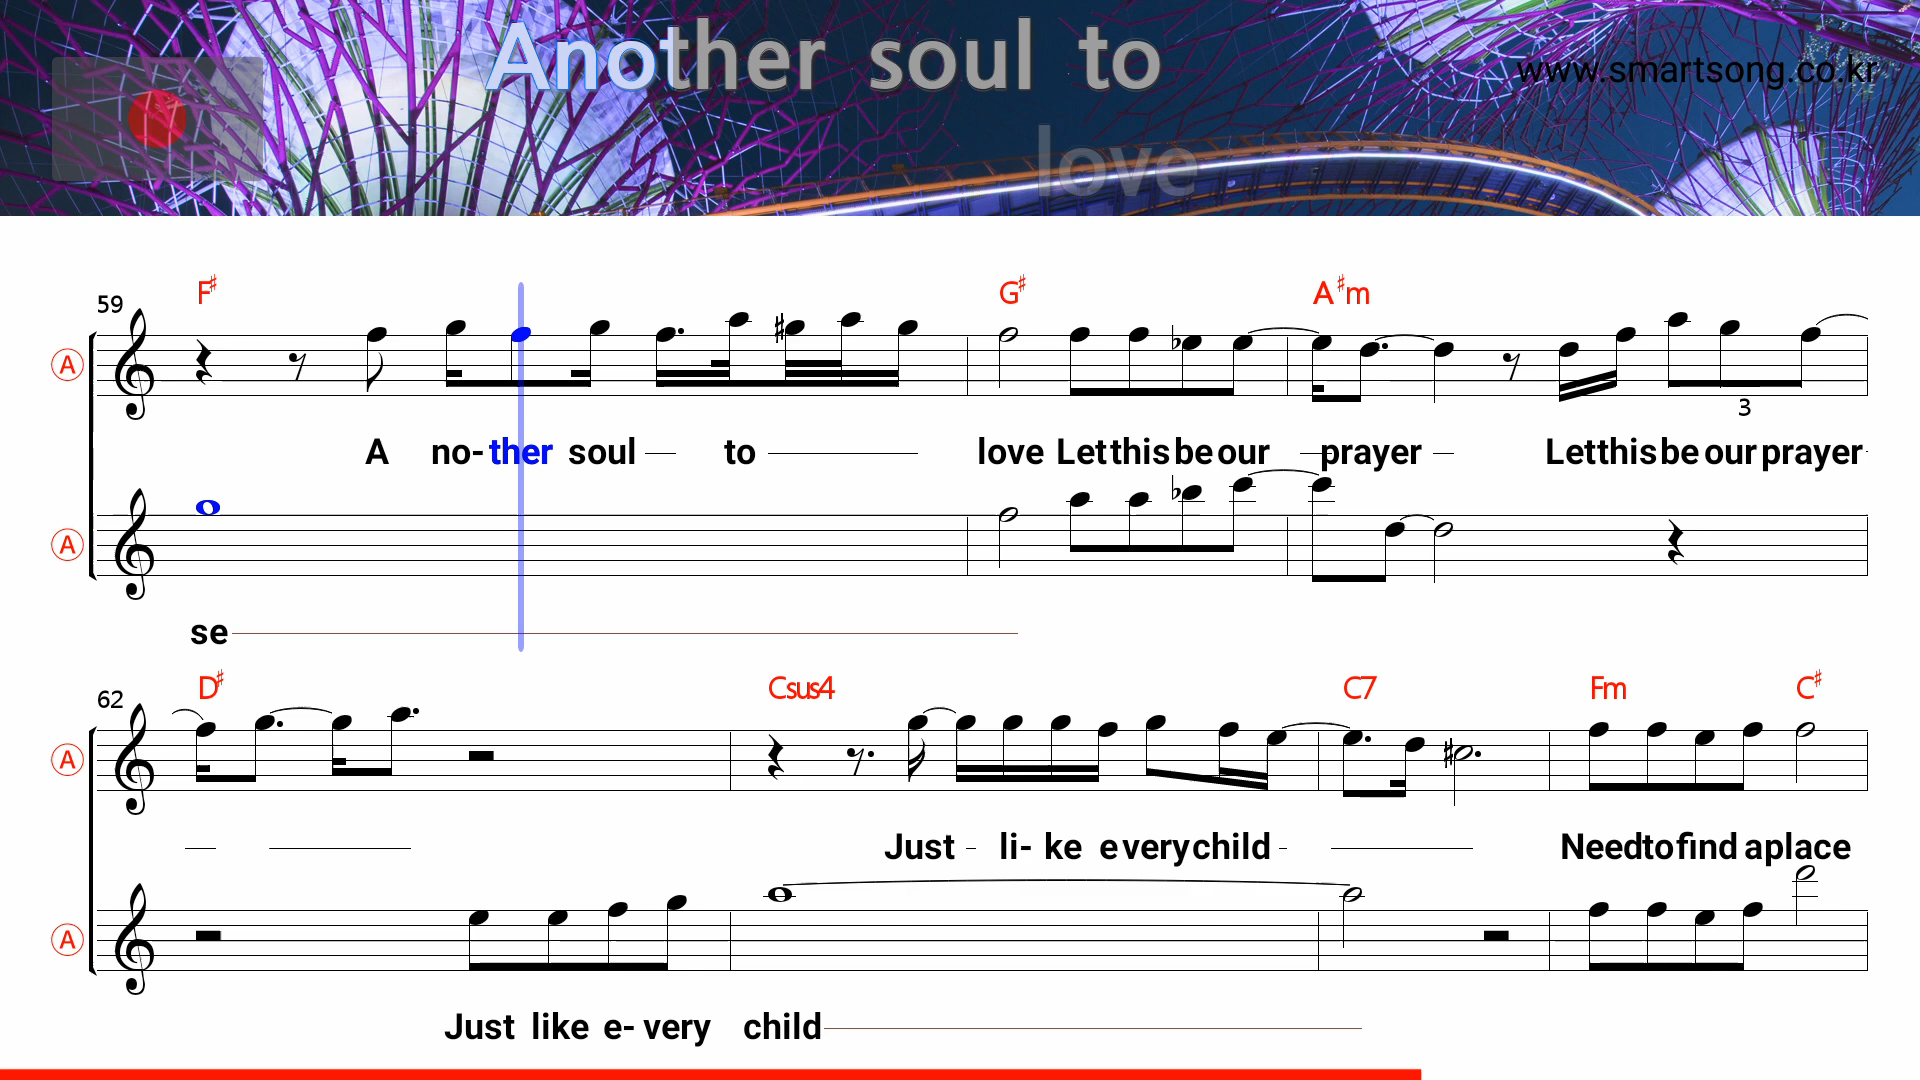 Another soul to
www.smartsong.co.kr
love
F♯ G♯ A♯m
59
A
A no-ther soul to love Let this be our prayer Let this be our prayer
3
A
se
D♯ Csus4 C7 Fm C♯
62
A
Just li- ke every child Need to find a place
A
Just like e- very child